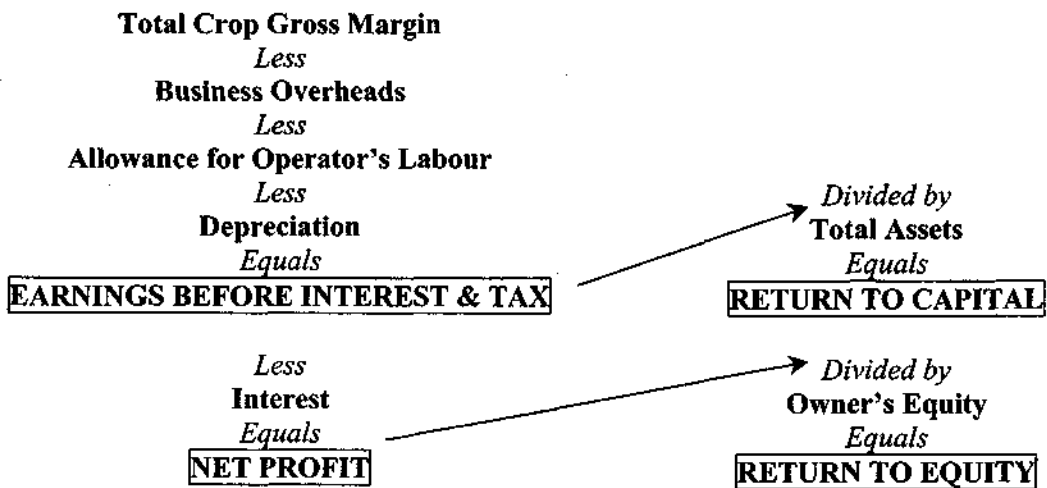 Total Crop Gross Margin
Less
Business Overheads
Less
Allowance for Operator's Labour
Less
Depreciation
Equals
EARNINGS BEFORE INTEREST & TAX
Divided by
Total Assets
Equals
RETURN TO CAPITAL
Less
Interest
Equals
NET PROFIT
Divided by
Owner's Equity
Equals
RETURN TO EQUITY